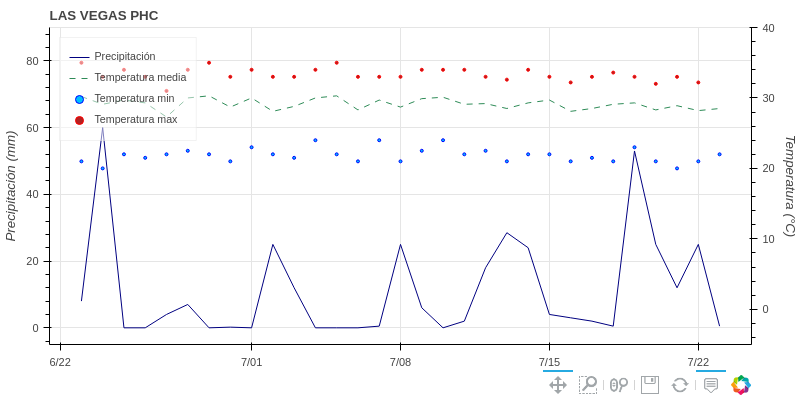 LAS VEGAS PHC
Precipitación
Temperatura media
Temperatura min
Temperatura max
Precipitación (mm)
80
60
40
20
0
Temperatura (°C)
40
30
20
10
0
6/22
7/01
7/08
7/15
7/22